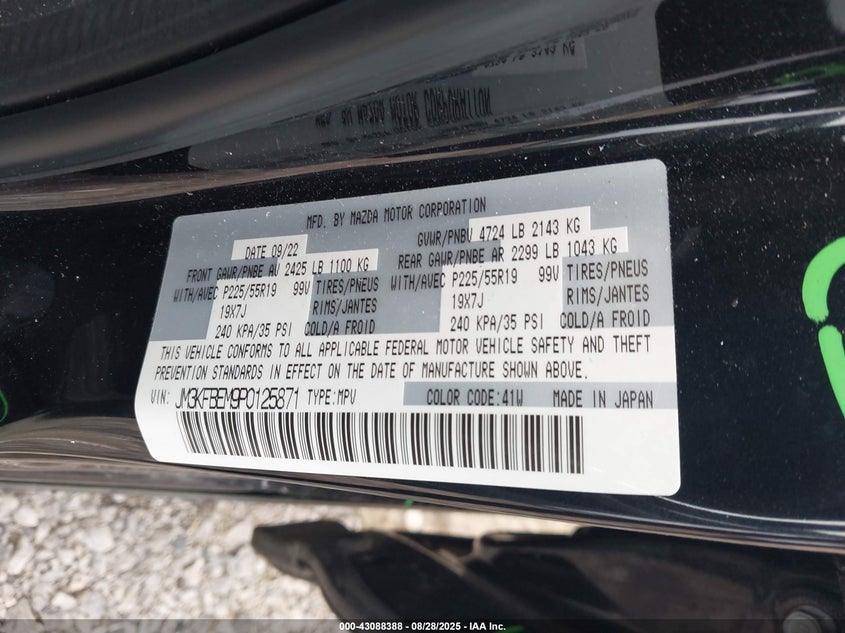 MFD. BY MAZDA MOTOR CORPORATION
DATE 09/22 GVWR/PNBV 4724 LB 2143 KG
FRONT GAWR/PNBE AV 2425 LB 1100 KG REAR GAWR/PNBE AR 2299 LB 1043 KG
WITH/AVEC P225/55R19 99V TIRES/PNEUS WITH/AVEC P225/55R19 99V TIRES/PNEUS
19X7J RIMS/JANTES 19X7J RIMS/JANTES
240 KPA/35 PSI COLD/A FROID 240 KPA/35 PSI COLD/A FROID
THIS VEHICLE CONFORMS TO ALL APPLICABLE FEDERAL MOTOR VEHICLE SAFETY AND THEFT
PREVENTION STANDARDS IN EFFECT ON THE DATE OF MANUFACTURE SHOWN ABOVE.
VIN: JM3KFBEM9P0125871 TYPE:MPV COLOR CODE:41W MADE IN JAPAN
000-43088388 - 08/28/2025 - IAA Inc.